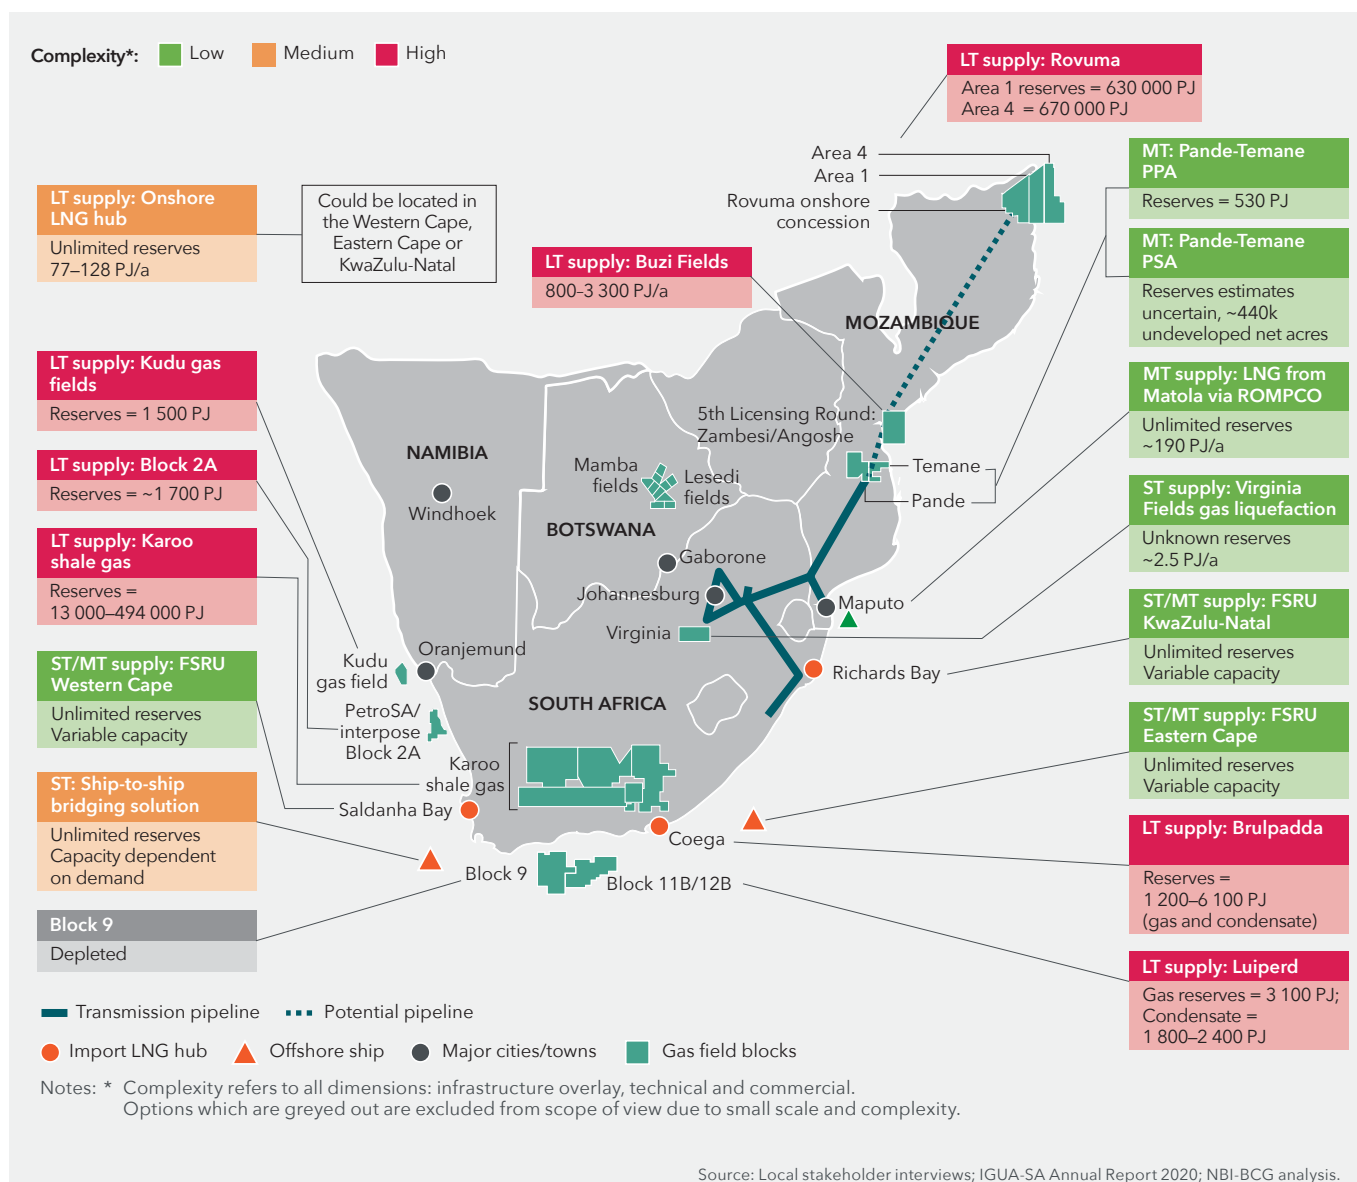 Complexity*: Low Medium High
LT supply: Rovuma
Area 1 reserves = 630 000 PJ
Area 4 = 670 000 PJ
Area 4
Area 1
Rovuma onshore
concession
MT: Pande-Temane
PPA
Reserves = 530 PJ
LT supply: Onshore
LNG hub
Unlimited reserves
77–128 PJ/a
Could be located in
the Western Cape,
Eastern Cape or
KwaZulu-Natal
MT: Pande-Temane
PSA
Reserves estimates
uncertain, ~440k
undeveloped net acres
LT supply: Buzi Fields
800–3 300 PJ/a
MOZAMBIQUE
LT supply: Kudu gas
fields
Reserves = 1 500 PJ
MT supply: LNG from
Matola via ROMPCO
Unlimited reserves
~190 PJ/a
5th Licensing Round:
Zambesi/Angoshe
NAMIBIA
Windhoek
Mamba
fields
Lesedi
fields
Temane
Pande
LT supply: Block 2A
Reserves = ~1 700 PJ
ST supply: Virginia
Fields gas liquefaction
Unknown reserves
~2.5 PJ/a
BOTSWANA
Gaborone
Johannesburg
Maputo
Virginia
LT supply: Karoo
shale gas
Reserves =
13 000–494 000 PJ
ST/MT supply: FSRU
KwaZulu-Natal
Unlimited reserves
Variable capacity
Oranjemund
Kudu
gas field
Richards Bay
ST/MT supply: FSRU
Western Cape
Unlimited reserves
Variable capacity
SOUTH AFRICA
PetroSA/
interpose
Block 2A
ST/MT supply: FSRU
Eastern Cape
Unlimited reserves
Variable capacity
Karoo
shale gas
Saldanha Bay
Coega
ST: Ship-to-ship
bridging solution
Unlimited reserves
Capacity dependent
on demand
LT supply: Brulpadda
Reserves =
1 200–6 100 PJ
(gas and condensate)
Block 9
Block 11B/12B
Block 9
Depleted
LT supply: Luiperd
Gas reserves = 3 100 PJ;
Condensate =
1 800–2 400 PJ
Transmission pipeline Potential pipeline
Import LNG hub Offshore ship Major cities/towns Gas field blocks
Notes: * Complexity refers to all dimensions: infrastructure overlay, technical and commercial.
Options which are greyed out are excluded from scope of view due to small scale and complexity.
Source: Local stakeholder interviews; IGUA-SA Annual Report 2020; NBI-BCG analysis.